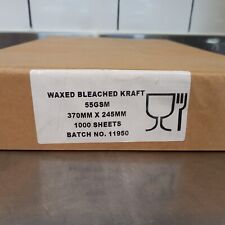 WAXED BLEACHED KRAFT
55GSM
370MM X 245MM
1000 SHEETS
BATCH NO. 11950